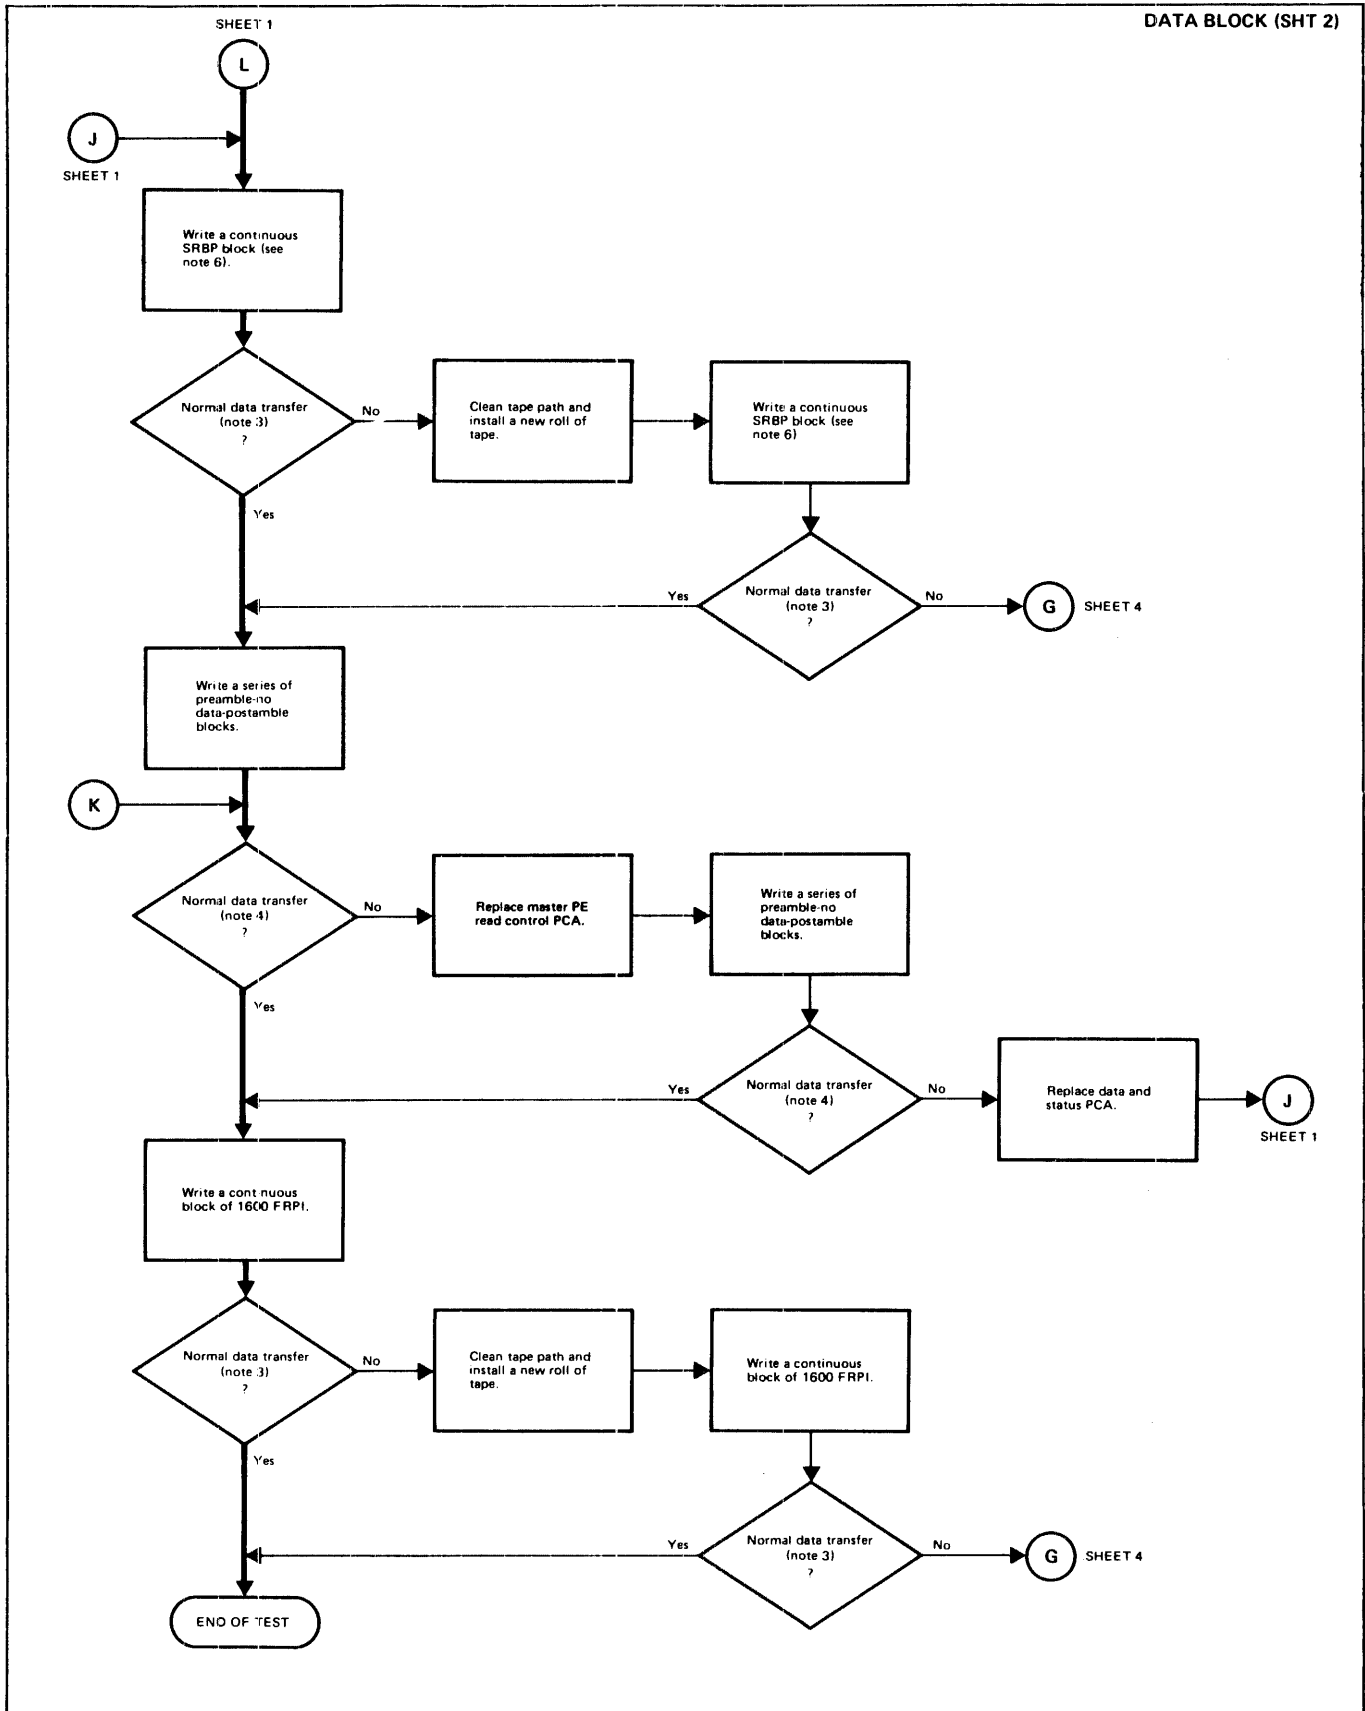 DATA BLOCK (SHT 2)
SHEET 1
L
J
SHEET 1
Write a continuous
SRBP block (see
note 6).
Normal data transfer
(note 3)
?
No
Clean tape path and
install a new roll of
tape.
Write a continuous
SRBP block (see
note 6)
Yes
Normal data transfer
(note 3)
?
Yes
No
G
SHEET 4
Write a series of
preamble-no
data-postamble
blocks.
K
Normal data transfer
(note 4)
?
No
Replace master PE
read control PCA.
Write a series of
preamble-no
data-postamble
blocks.
Yes
Normal data transfer
(note 4)
?
Yes
No
Replace data and
status PCA.
J
SHEET 1
Write a continuous
block of 1600 FRPI.
Normal data transfer
(note 3)
?
No
Clean tape path and
install a new roll of
tape.
Write a continuous
block of 1600 FRPI.
Yes
Normal data transfer
(note 3)
?
Yes
No
G
SHEET 4
END OF TEST